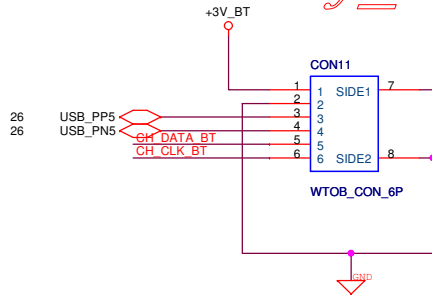 +3V_BT
CON11
1 1 SIDE1 7
2 2
26 USB_PP5 3 3
26 USB_PN5 4 4
CH_DATA_BT 5 5
CH_CLK_BT 6 6 SIDE2 8
WTOB_CON_6P
GND